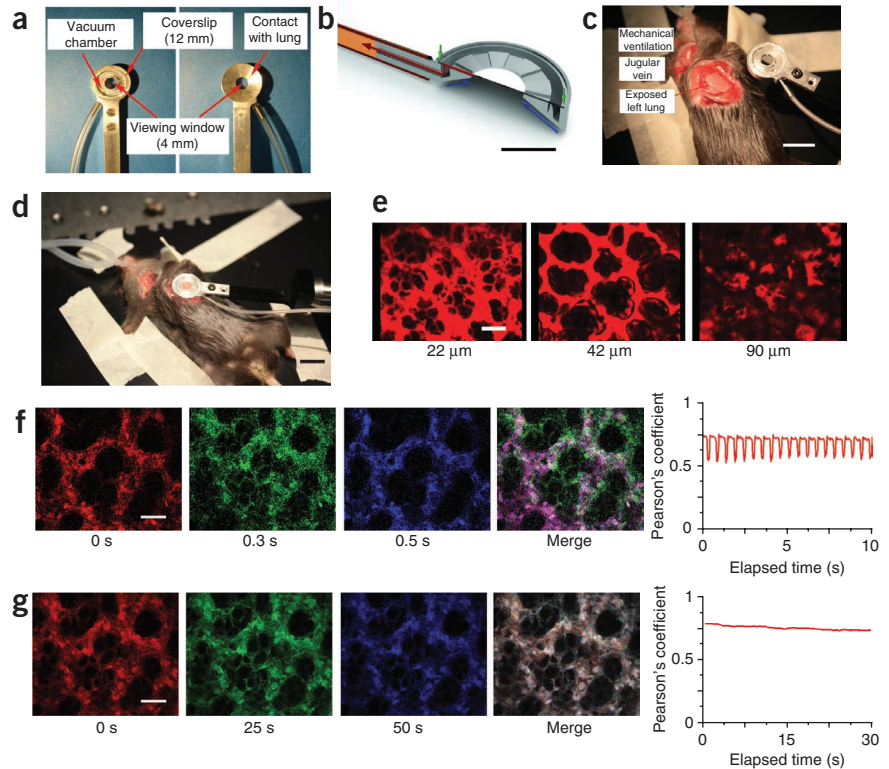 a
Vacuum
chamber
Coverslip
(12 mm)
Contact
with lung
Viewing window
(4 mm)
b
c
Mechanical
ventilation
Jugular
vein
Exposed
left lung
d
e
22 μm
42 μm
90 μm
f
0 s
0.3 s
0.5 s
Merge
Pearson's coefficient
1
0.5
0
0
5
10
Elapsed time (s)
g
0 s
25 s
50 s
Merge
Pearson's coefficient
1
0.5
0
0
15
30
Elapsed time (s)